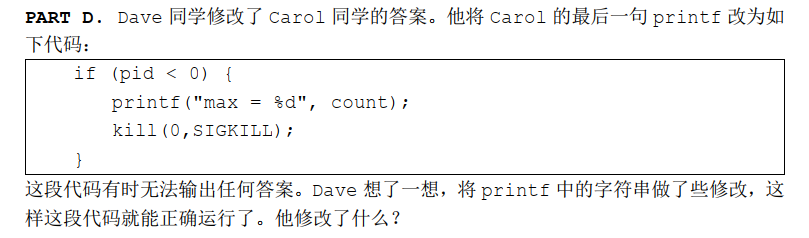 PART D. Dave 同学修改了 Carol 同学的答案。他将 Carol 的最后一句 printf 改为如
下代码：
if (pid < 0) {
printf("max = %d", count);
kill(0,SIGKILL);
}
这段代码有时无法输出任何答案。Dave 想了一想，将 printf 中的字符串做了些修改，这
样这段代码就能正确运行了。他修改了什么？